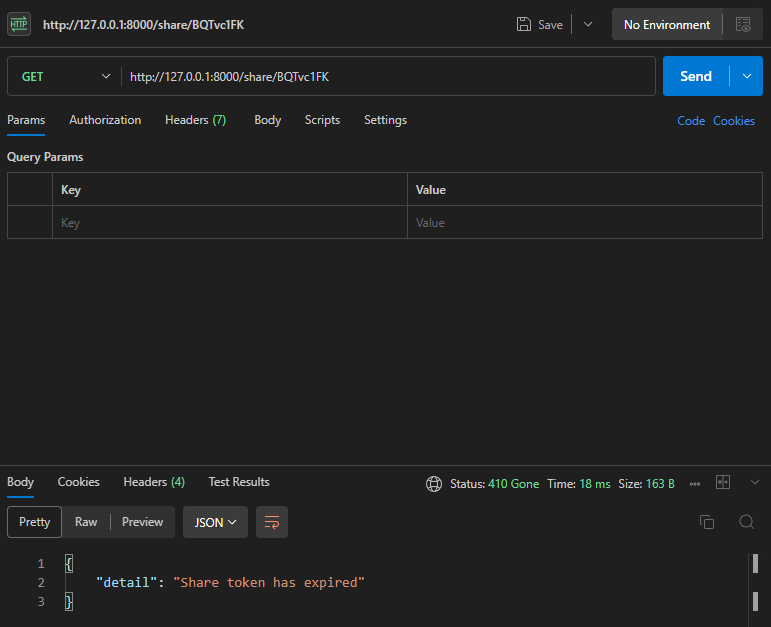 HTTP http://127.0.0.1:8000/share/BQTvc1FK Save No Environment
GET http://127.0.0.1:8000/share/BQTvc1FK Send
Params Authorization Headers (7) Body Scripts Settings Code Cookies
Query Params
Key Value
Key Value
Body Cookies Headers (4) Test Results Status: 410 Gone Time: 18 ms Size: 163 B
Pretty Raw Preview JSON
1 {
2 "detail": "Share token has expired"
3 }